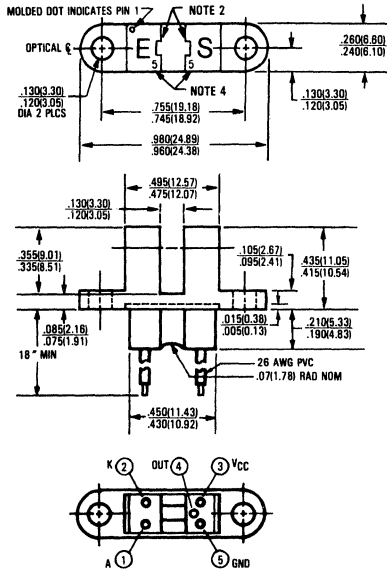 MOLDED DOT INDICATES PIN 1
NOTE 2
OPTICAL ℄
E S
5 5
NOTE 4
.260(6.60)
.240(6.10)
.130(3.30)
.120(3.05)
DIA 2 PLCS
.755(19.18)
.745(18.92)
.130(3.30)
.120(3.05)
.980(24.89)
.960(24.38)
.495(12.57)
.475(12.07)
.130(3.30)
.120(3.05)
.355(9.01)
.335(8.51)
.105(2.67)
.095(2.41)
.435(11.05)
.415(10.54)
.085(2.16)
.075(1.91)
.015(0.38)
.005(0.13)
.210(5.33)
.190(4.83)
18" MIN
26 AWG PVC
.07(1.78) RAD NOM
.450(11.43)
.430(10.92)
K 2 OUT 4 3 VCC
A 1 5 GND